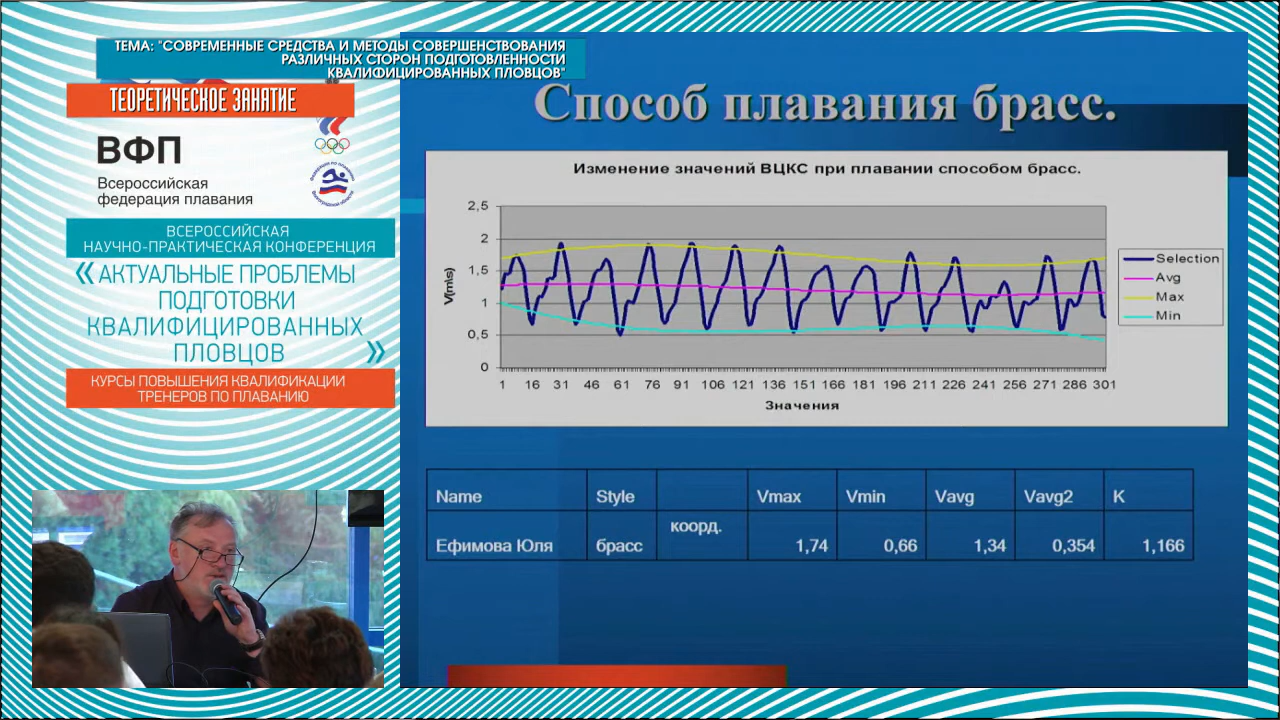 ТЕМА: "СОВРЕМЕННЫЕ СРЕДСТВА И МЕТОДЫ СОВЕРШЕНСТВОВАНИЯ
РАЗЛИЧНЫХ СТОРОН ПОДГОТОВЛЕННОСТИ
КВАЛИФИЦИРОВАННЫХ ПЛОВЦОВ"
ТЕОРЕТИЧЕСКОЕ ЗАНЯТИЕ
ВФП
Всероссийская
федерация плавания
ВСЕРОССИЙСКАЯ
НАУЧНО-ПРАКТИЧЕСКАЯ КОНФЕРЕНЦИЯ
«АКТУАЛЬНЫЕ ПРОБЛЕМЫ
ПОДГОТОВКИ
КВАЛИФИЦИРОВАННЫХ
ПЛОВЦОВ»
КУРСЫ ПОВЫШЕНИЯ КВАЛИФИКАЦИИ
ТРЕНЕРОВ ПО ПЛАВАНИЮ
Способ плавания брасс.
Изменение значений ВЦКС при плавании способом брасс.
2,5
2
1,5
1
0,5
0
V(m\s)
1 16 31 46 61 76 91 106 121 136 151 166 181 196 211 226 241 256 271 286 301
Значения
Selection
Avg
Max
Min
Name Style Vmax Vmin Vavg Vavg2 K
Ефимова Юля брасс коорд. 1,74 0,66 1,34 0,354 1,166